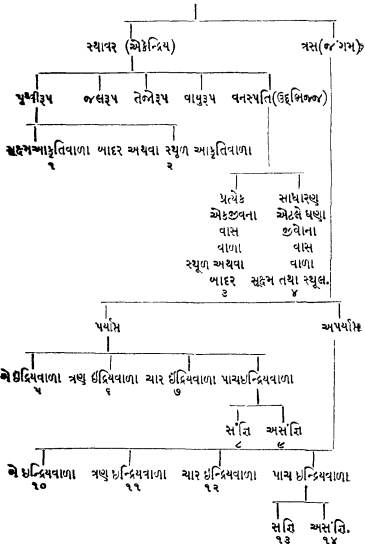 સ્થાવર (એકેન્દ્રિય) ત્રસ(જંગમ)
પૃથ્વીરૂપ જલરૂપ તેજોરૂપ વાયુરૂપ વનસ્પતિ(ઉદ્દભિજ્જ)
સૂક્ષ્મઆકૃતિવાળા બાદર અથવા સ્થૂળ આકૃતિવાળા
૧ ૨
પ્રત્યેક સાધારણ
એકજીવના એટલે ઘણા
વાસ જીવોના
વાળા વાસ
સ્થૂળ અથવા વાળા
બાદર સૂક્ષ્મ તથા સ્થૂલ.
૩ ૪
પર્યાપ્ત અપર્યાપ્ત
બે ઇંદ્રિયવાળા ત્રણ ઇંદ્રિયવાળા ચાર ઇંદ્રિયવાળા પાચઇન્દ્રિયવાળા
૫ ૬ ૭
સંજ્ઞિ અસંજ્ઞિ
૮ ૯
બે ઇન્દ્રિયવાળા ત્રણ ઇન્દ્રિયવાળા ચાર ઇન્દ્રિયવાળા પાચ ઇન્દ્રિયવાળા
૧૦ ૧૧ ૧૨
સંજ્ઞિ અસંજ્ઞિ.
૧૩ ૧૪